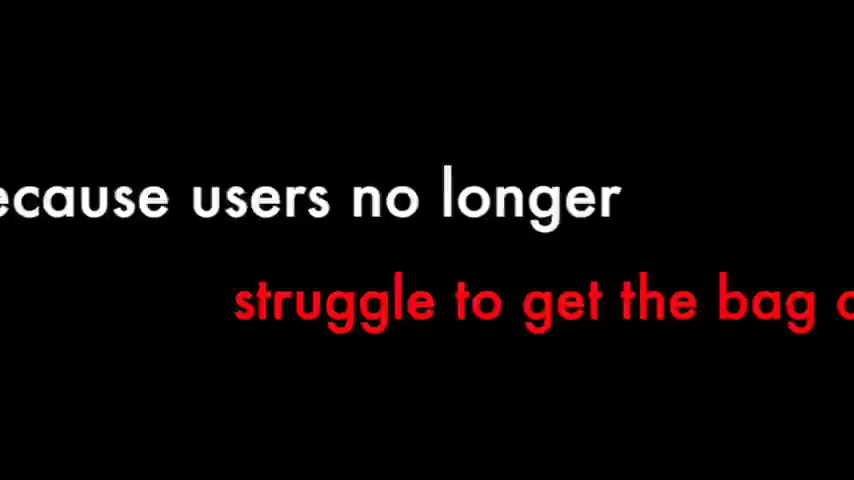 ecause users no longer
struggle to get the bag